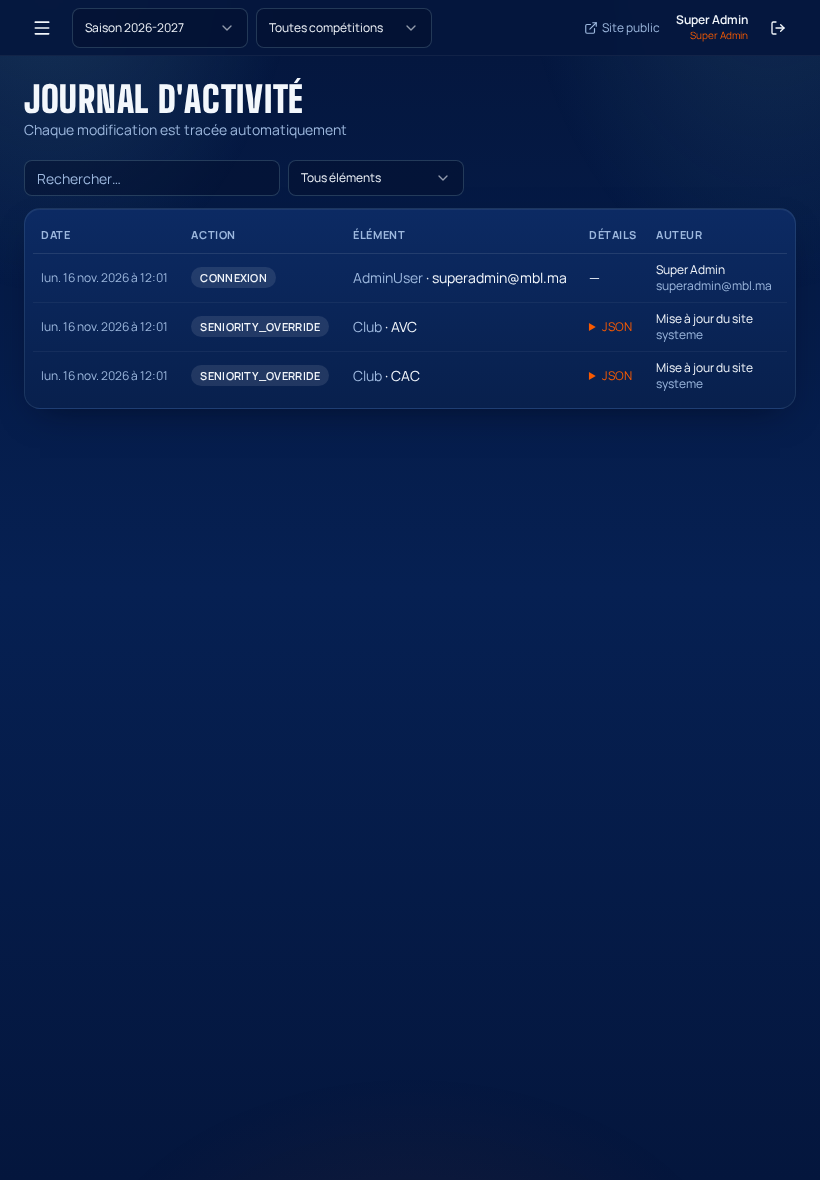 Saison 2026-2027
Toutes compétitions
Site public
Super Admin
Super Admin
JOURNAL D'ACTIVITÉ
Chaque modification est tracée automatiquement
Rechercher...
Tous éléments
DATE ACTION ÉLÉMENT DÉTAILS AUTEUR
lun. 16 nov. 2026 à 12:01 CONNEXION AdminUser · superadmin@mbl.ma — Super Admin
superadmin@mbl.ma
lun. 16 nov. 2026 à 12:01 SENIORITY_OVERRIDE Club · AVC JSON Mise à jour du site
systeme
lun. 16 nov. 2026 à 12:01 SENIORITY_OVERRIDE Club · CAC JSON Mise à jour du site
systeme